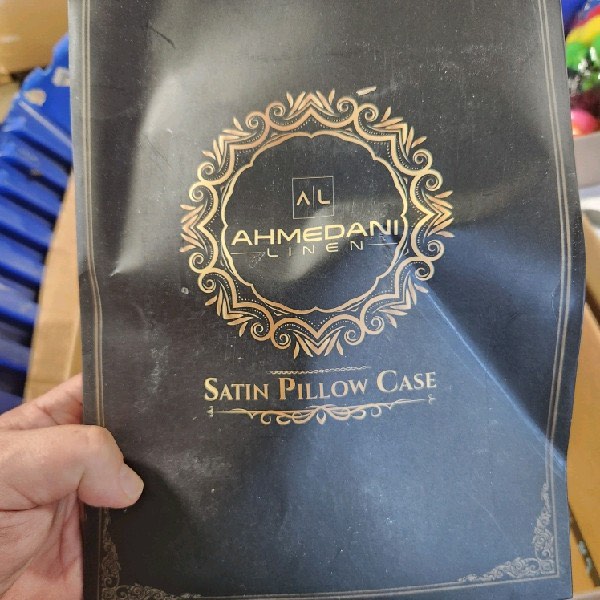 AL
AHMEDANI
LINEN
SATIN PILLOW CASE